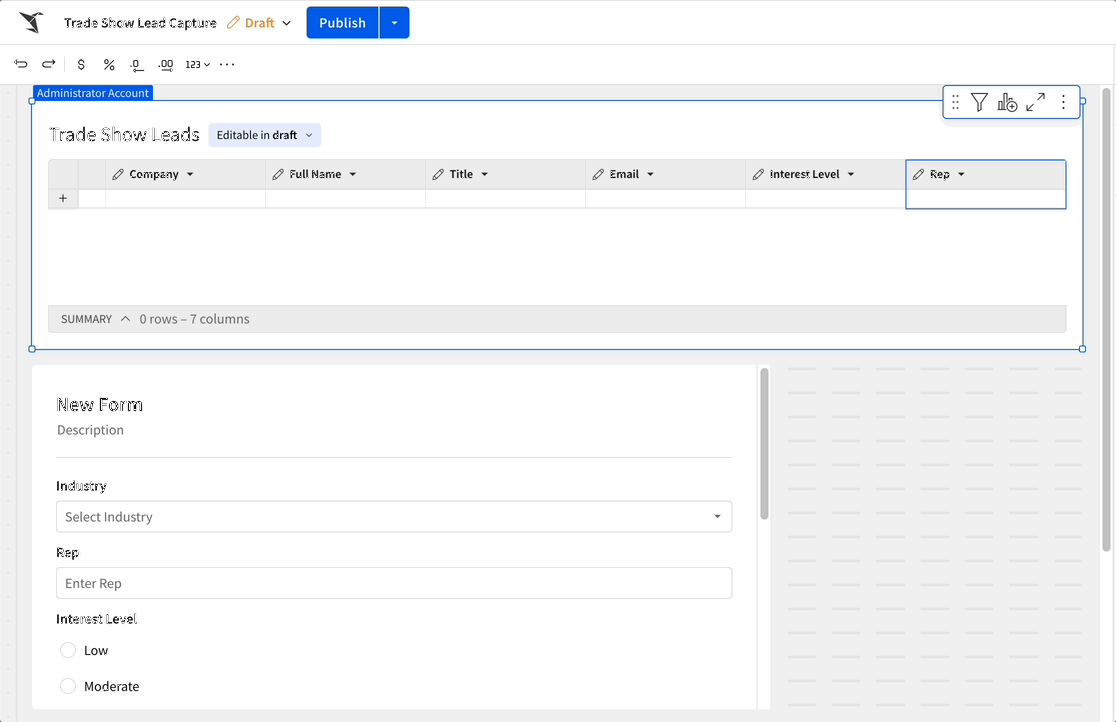 Trade Show Lead Capture Draft Publish
$ % .0 .00 123 ...
Administrator Account
Trade Show Leads Editable in draft
Company Full Name Title Email Interest Level Rep
+
SUMMARY 0 rows – 7 columns
New Form
Description
Industry
Select Industry
Rep
Enter Rep
Interest Level
Low
Moderate